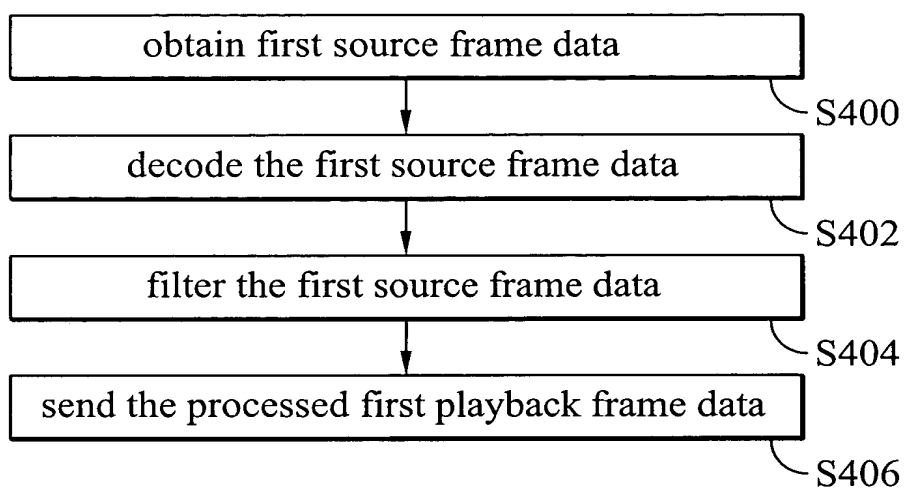 obtain first source frame data
S400
decode the first source frame data
S402
filter the first source frame data
S404
send the processed first playback frame data
S406